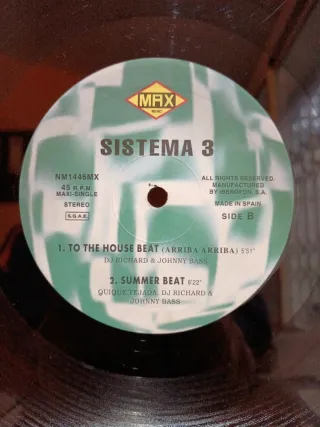 MAX
MUSIC
SISTEMA 3
NM1446MX
45 R.P.M.
MAXI-SINGLE
STEREO
S.G.A.E.
ALL RIGHTS RESERVED.
MANUFACTURED
BY IBEROFON, S.A.
MADE IN SPAIN
SIDE B
1. TO THE HOUSE BEAT (ARRIBA ARRIBA) 5'51"
DJ RICHARD & JOHNNY BASS
2. SUMMER BEAT 6'22"
QUIQUE TEJADA, DJ RICHARD &
JOHNNY BASS